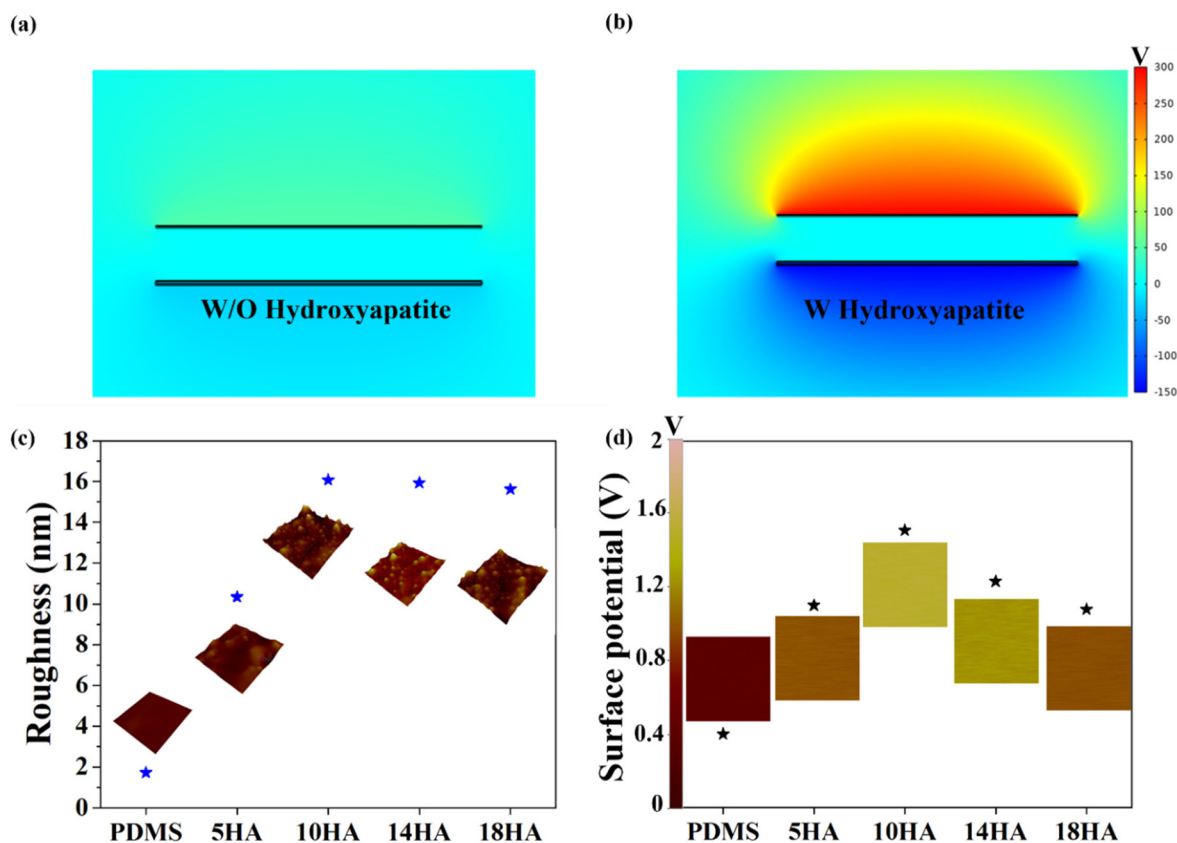 (a)
(b)
V
300
250
200
150
100
50
0
-50
-100
-150
W/O Hydroxyapatite
W Hydroxyapatite
(c)
Roughness (nm)
18
16
14
12
10
8
6
4
2
0
PDMS 5HA 10HA 14HA 18HA
(d)
V
Surface potential (V)
2
1.6
1.2
0.8
0.4
0
PDMS 5HA 10HA 14HA 18HA